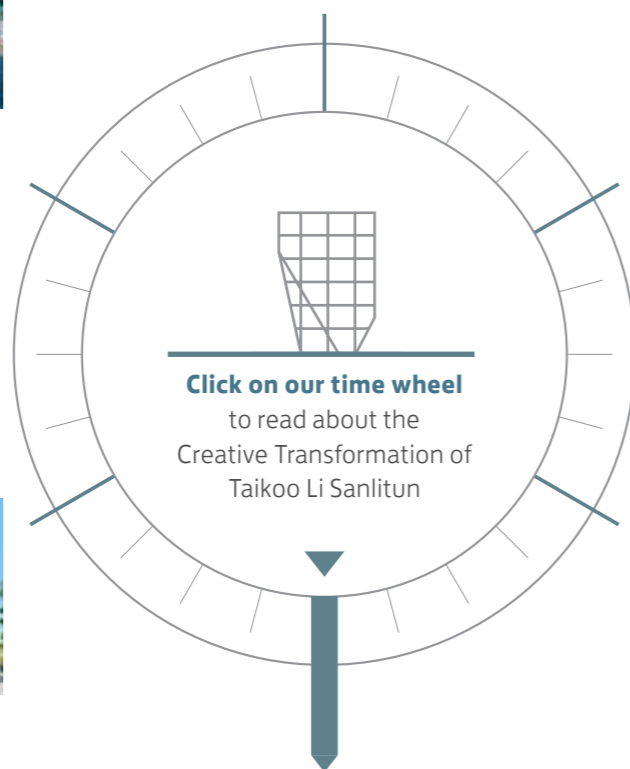 Click on our time wheel
to read about the
Creative Transformation of
Taikoo Li Sanlitun